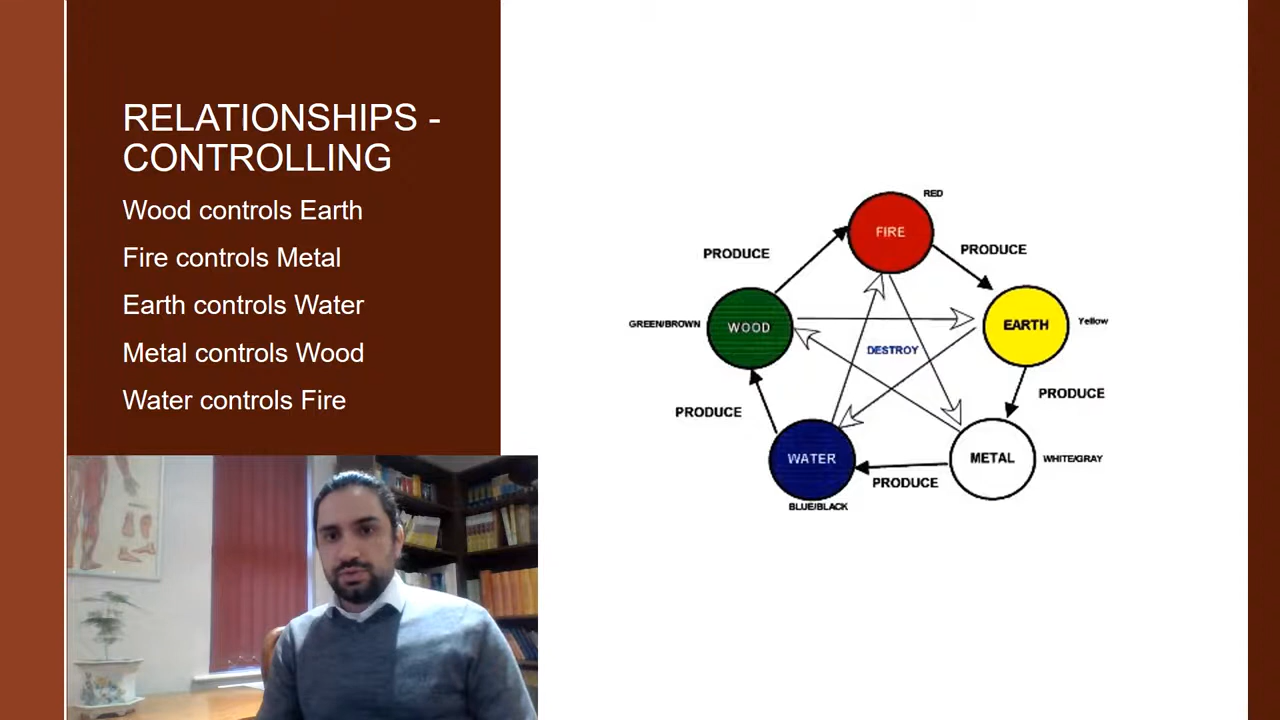 RELATIONSHIPS -
CONTROLLING
Wood controls Earth
Fire controls Metal
Earth controls Water
Metal controls Wood
Water controls Fire
RED
FIRE
PRODUCE
PRODUCE
GREEN/BROWN
WOOD
EARTH
Yellow
DESTROY
PRODUCE
PRODUCE
WATER
METAL
WHITE/GRAY
PRODUCE
BLUE/BLACK